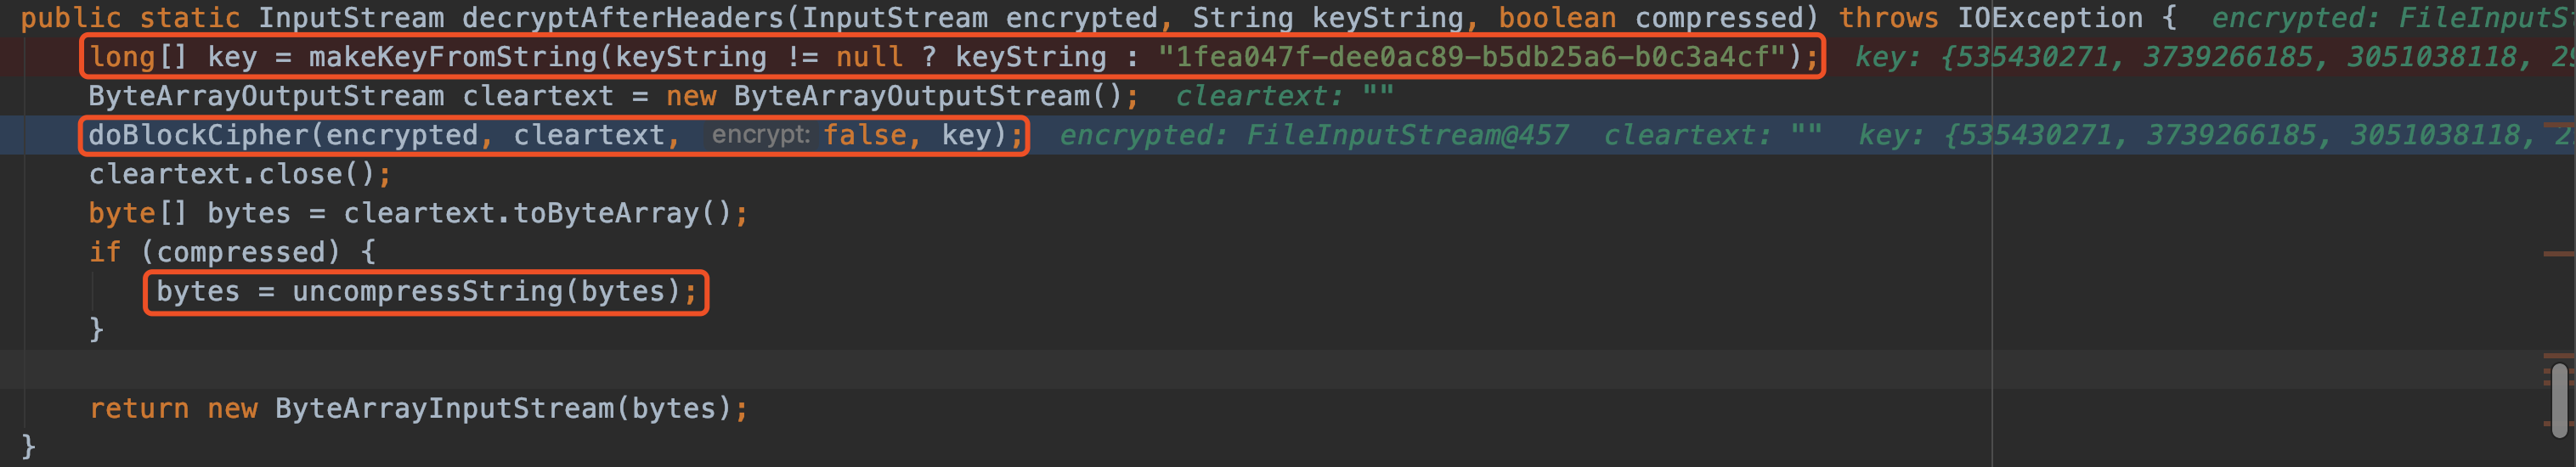 public static InputStream decryptAfterHeaders(InputStream encrypted, String keyString, boolean compressed) throws IOException {  encrypted: FileInputS
long[] key = makeKeyFromString(keyString != null ? keyString : "1fea047f-dee0ac89-b5db25a6-b0c3a4cf");  key: {535430271, 3739266185, 3051038118, 29
ByteArrayOutputStream cleartext = new ByteArrayOutputStream();  cleartext: ""
doBlockCipher(encrypted, cleartext, encrypt: false, key);  encrypted: FileInputStream@457  cleartext: ""  key: {535430271, 3739266185, 3051038118, 2
cleartext.close();
byte[] bytes = cleartext.toByteArray();
if (compressed) {
bytes = uncompressString(bytes);
}
return new ByteArrayInputStream(bytes);
}